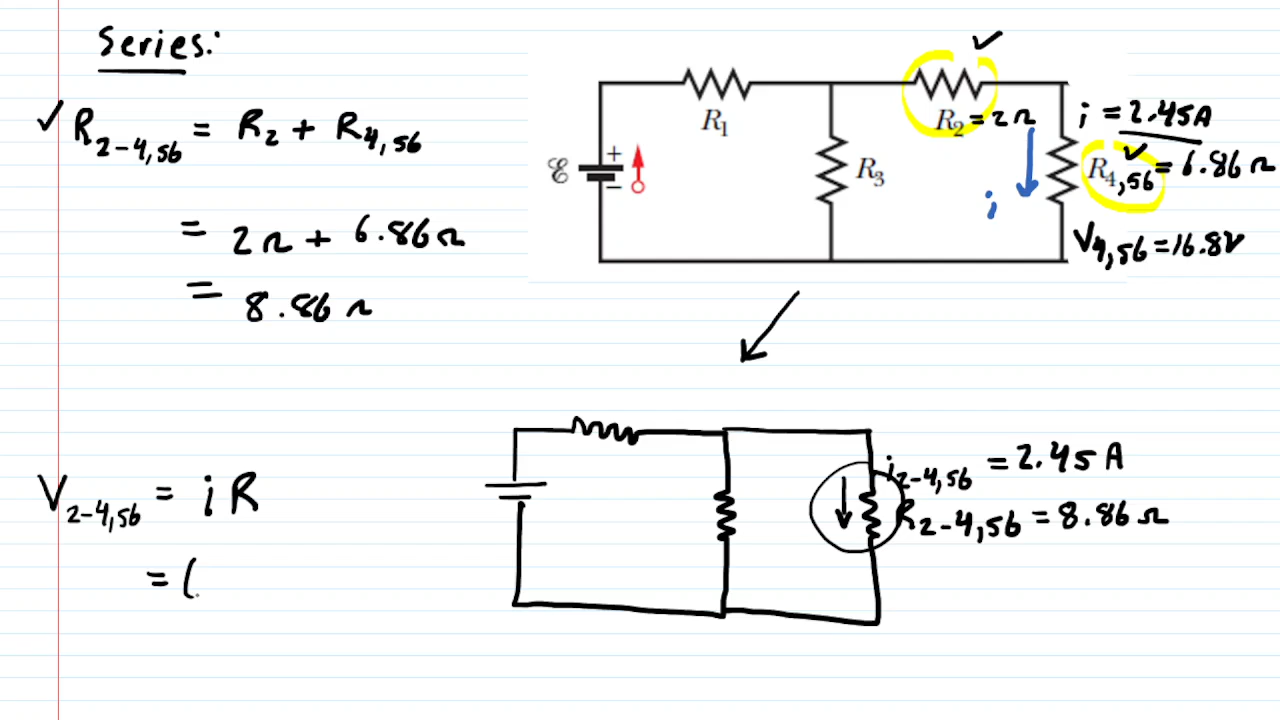 Series:
✓ R2-4,56 = R2 + R4,56
= 2Ω + 6.86Ω
= 8.86Ω
ℰ
+
−
R1
R3
✓
R2 = 2Ω
i = 2.45A
✓
R4,56 = 6.86Ω
i
V4,56 = 16.8V
V2-4,56 = iR
= (
i2-4,56 = 2.45 A
R2-4,56 = 8.86Ω